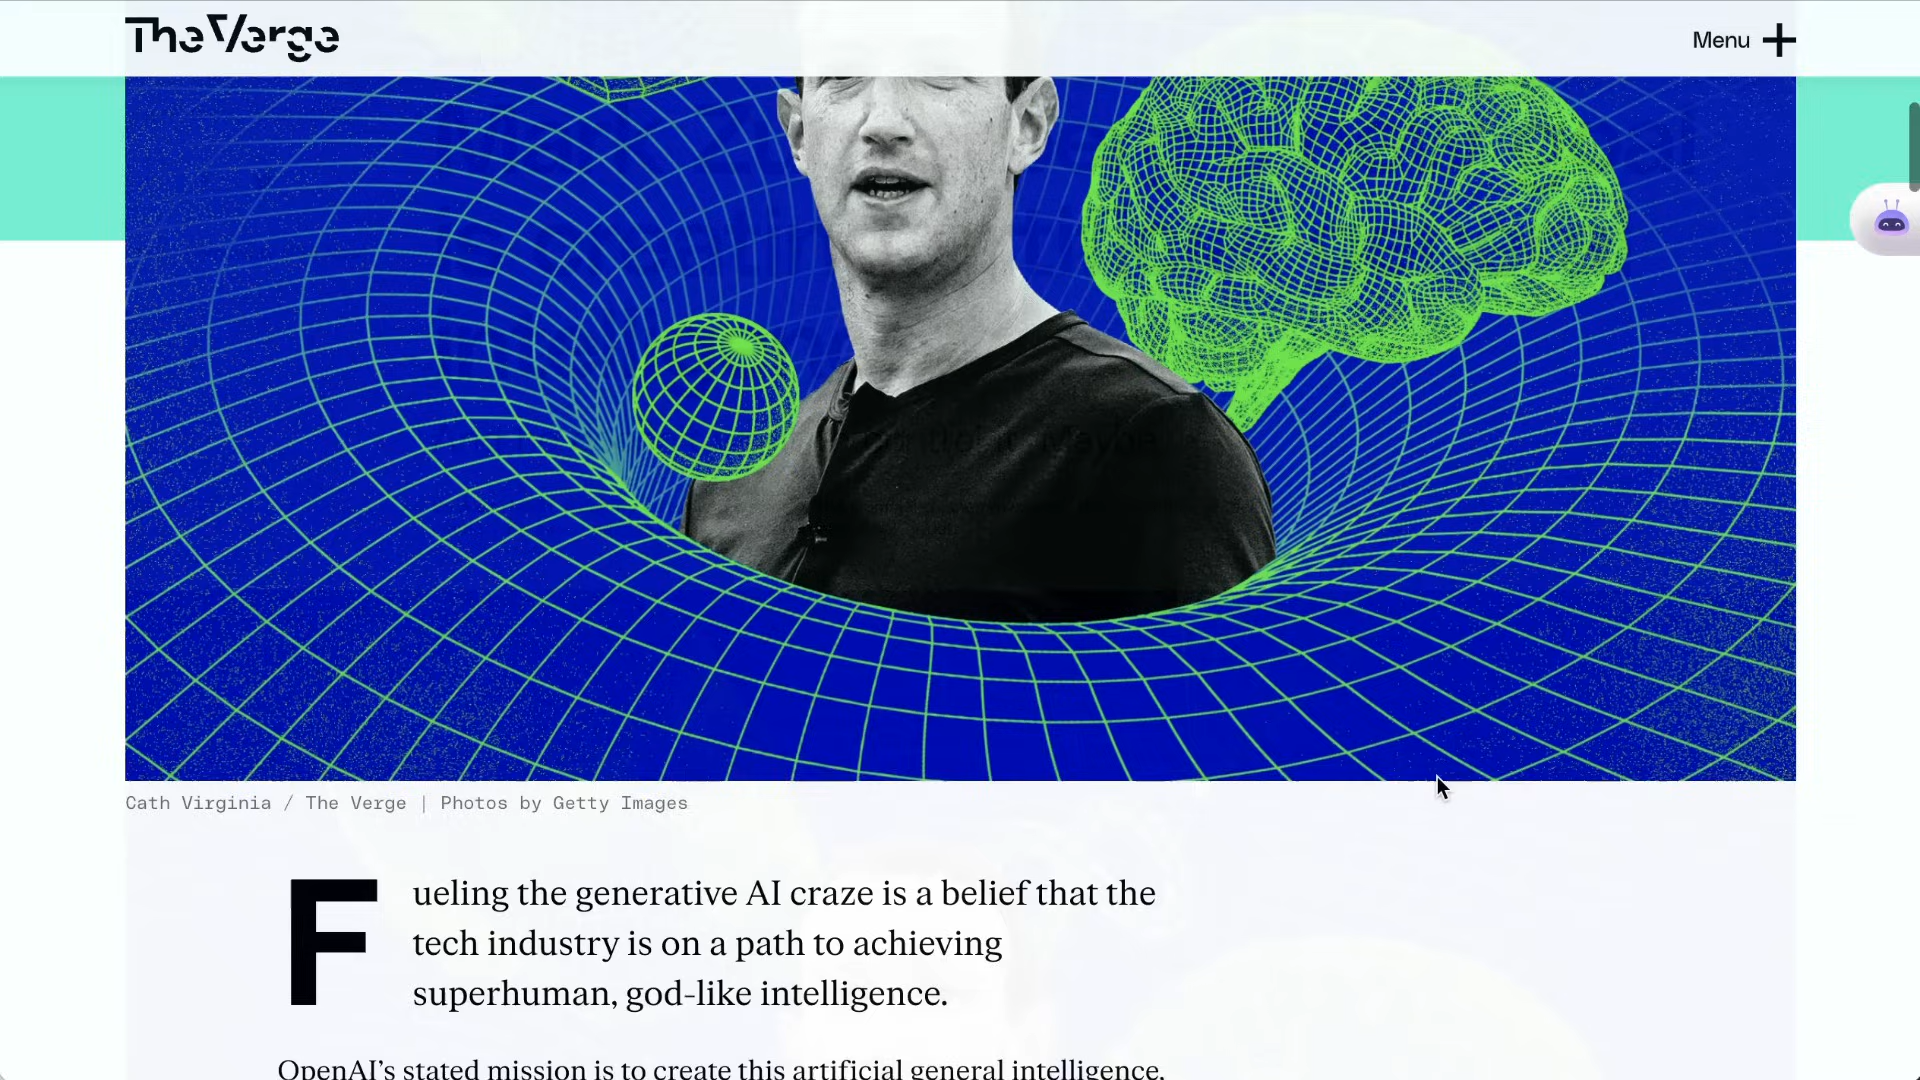 The Verge
Menu
Cath Virginia / The Verge | Photos by Getty Images
Fueling the generative AI craze is a belief that the
tech industry is on a path to achieving
superhuman, god-like intelligence.
OpenAI’s stated mission is to create this artificial general intelligence,